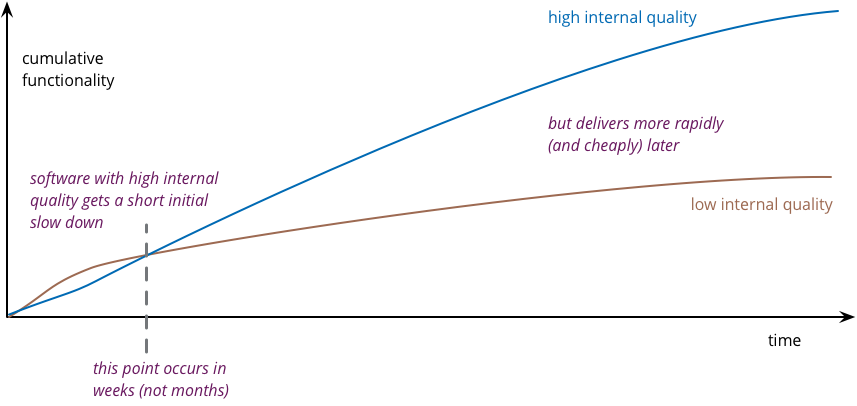 high internal quality
cumulative
functionality
but delivers more rapidly
(and cheaply) later
software with high internal
quality gets a short initial
slow down
low internal quality
time
this point occurs in
weeks (not months)